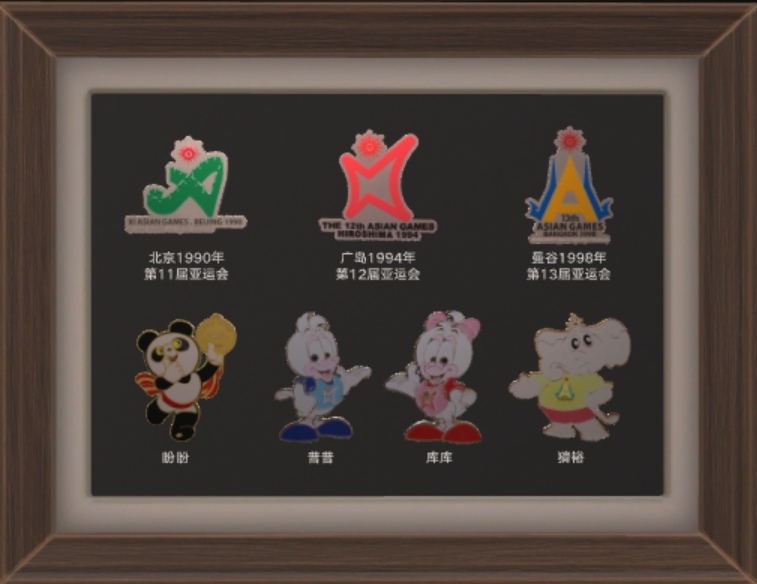 XI ASIAN GAMES . BEIJING 1990
THE 12th ASIAN GAMES
HIROSHIMA 1994
13th
ASIAN GAMES
BANGKOK 1998
北京1990年
第11届亚运会
广岛1994年
第12届亚运会
曼谷1998年
第13届亚运会
盼盼
普普
库库